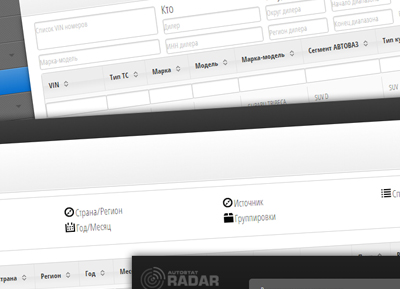 Кто
Список VIN номеров
Дилер
Округ дилера
Начало диапазона
Марка-модель
ИНН дилера
Регион дилера
Конец диапазона
VIN Тип ТС Марка Модель Марка-модель Сегмент АВТОВАЗ Тип ку
SUV D
SUV
Страна/Регион
Источник
Сп
Год/Месяц
Группировки
трана Регион Год Мес
AUTOSTAT
RADAR